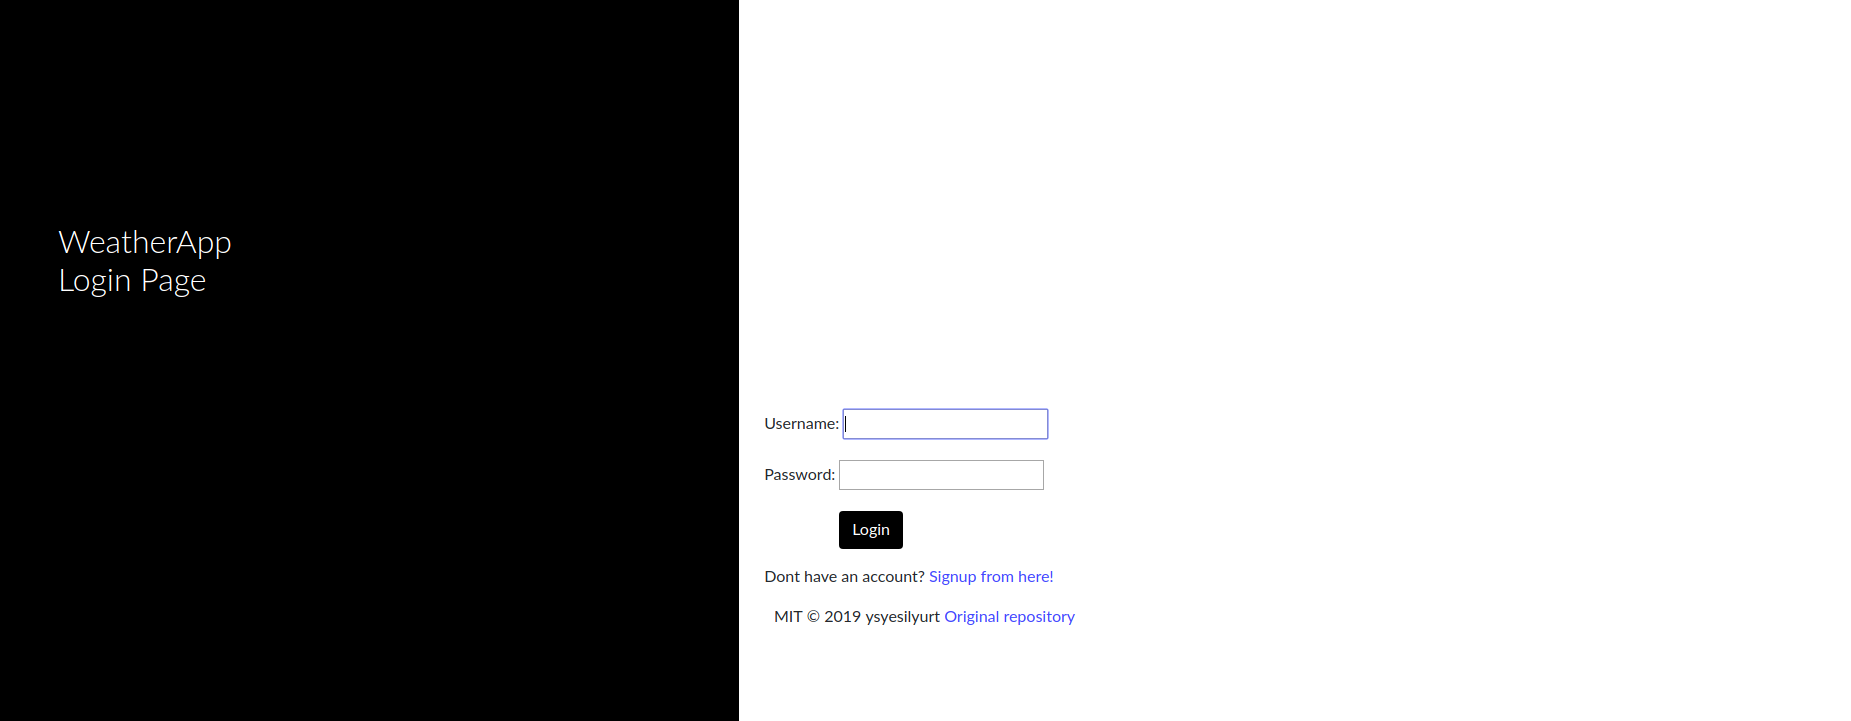 WeatherApp
Login Page
Username:
Password:
Login
Dont have an account? Signup from here!
MIT © 2019 ysyesilyurt Original repository